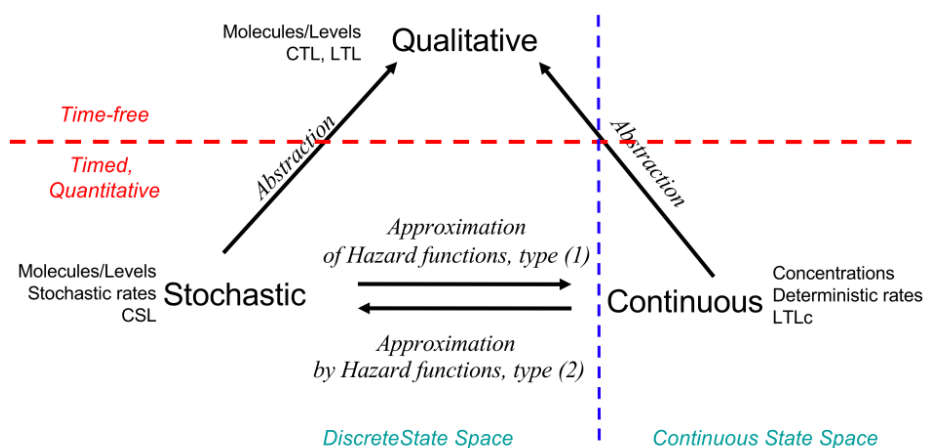 Molecules/Levels
CTL, LTL
Qualitative
Time-free
Timed,
Quantitative
Abstraction
Abstraction
Approximation
of Hazard functions, type (1)
Molecules/Levels
Stochastic rates
CSL
Stochastic
Continuous
Concentrations
Deterministic rates
LTLc
Approximation
by Hazard functions, type (2)
DiscreteState Space
Continuous State Space